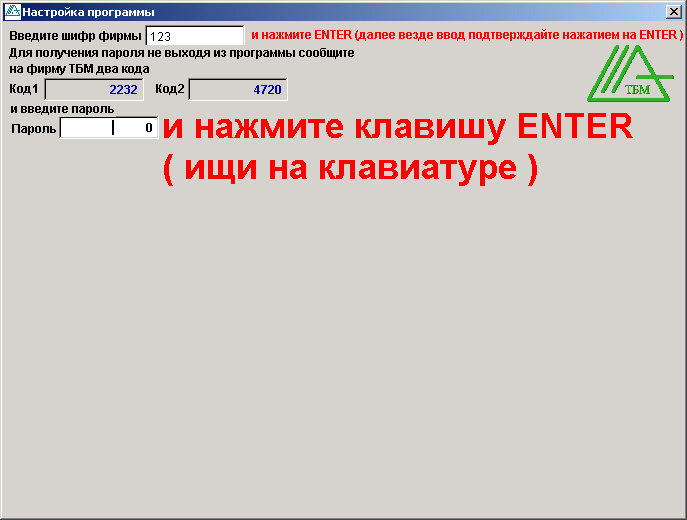 Настройка программы
Введите шифр фирмы 123 и нажмите ENTER (далее везде ввод подтверждайте нажатием на ENTER )
Для получения пароля не выходя из программы сообщите
на фирму ТБМ два кода
Код1 2232 Код2 4720
ТБМ
и введите пароль
Пароль 0 и нажмите клавишу ENTER
( ищи на клавиатуре )